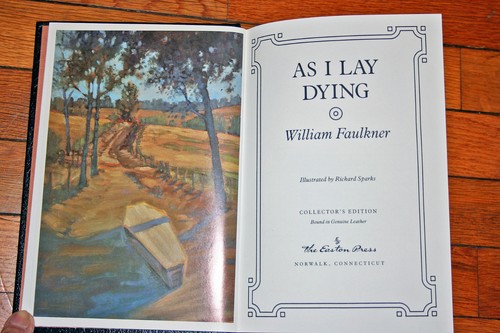 AS I LAY
DYING
William Faulkner
Illustrated by Richard Sparks
COLLECTOR'S EDITION
Bound in Genuine Leather
by
The Easton Press
NORWALK, CONNECTICUT